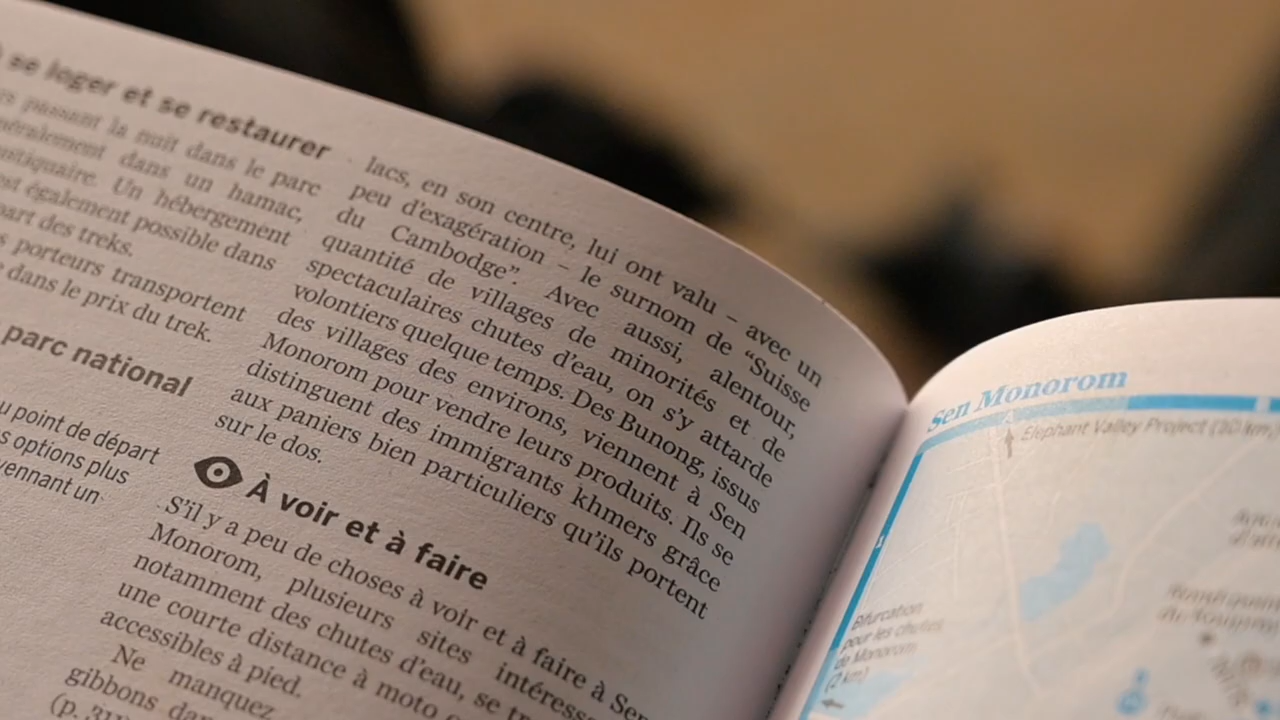 se loger et se restaurer
passant la nuit dans le parc
dans un hamac,
Un hébergement
est également possible dans
part des treks.
porteurs transportent
dans le prix du trek.
parc national
point de départ
options plus
un
lacs, en son centre, lui ont valu – avec un
peu d'exagération – le surnom de “Suisse
du Cambodge”. Avec aussi, alentour,
quantité de villages de minorités et de
spectaculaires chutes d'eau, on s'y attarde
volontiers quelque temps. Des Bunong, issus
des villages des environs, viennent à Sen
Monorom pour vendre leurs produits. Ils se
distinguent des immigrants khmers grâce
aux paniers bien particuliers qu'ils portent
sur le dos.
À voir et à faire
S'il y a peu de choses à voir et à faire à Sen
Monorom, plusieurs sites
notamment des chutes d'eau, se
une courte distance à moto
accessibles à pied.
Ne manquez
gibbons
Sen Monorom
Elephant Valley Project (10 km)
Bifurcation
pour les chutes
de Monorom
(2 km)